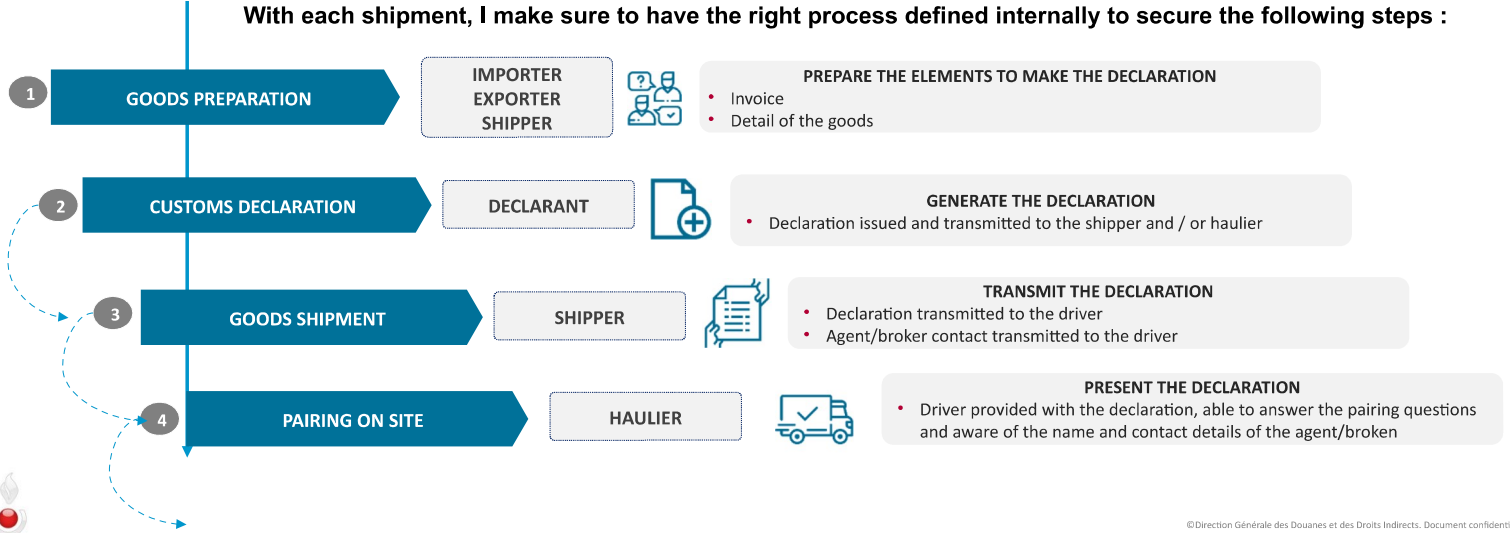 With each shipment, I make sure to have the right process defined internally to secure the following steps :
1
GOODS PREPARATION
IMPORTER
EXPORTER
SHIPPER
PREPARE THE ELEMENTS TO MAKE THE DECLARATION
• Invoice
• Detail of the goods
2
CUSTOMS DECLARATION
DECLARANT
GENERATE THE DECLARATION
• Declaration issued and transmitted to the shipper and / or haulier
3
GOODS SHIPMENT
SHIPPER
TRANSMIT THE DECLARATION
• Declaration transmitted to the driver
• Agent/broker contact transmitted to the driver
4
PAIRING ON SITE
HAULIER
PRESENT THE DECLARATION
• Driver provided with the declaration, able to answer the pairing questions
and aware of the name and contact details of the agent/broken
©Direction Générale des Douanes et des Droits Indirects. Document confidenti